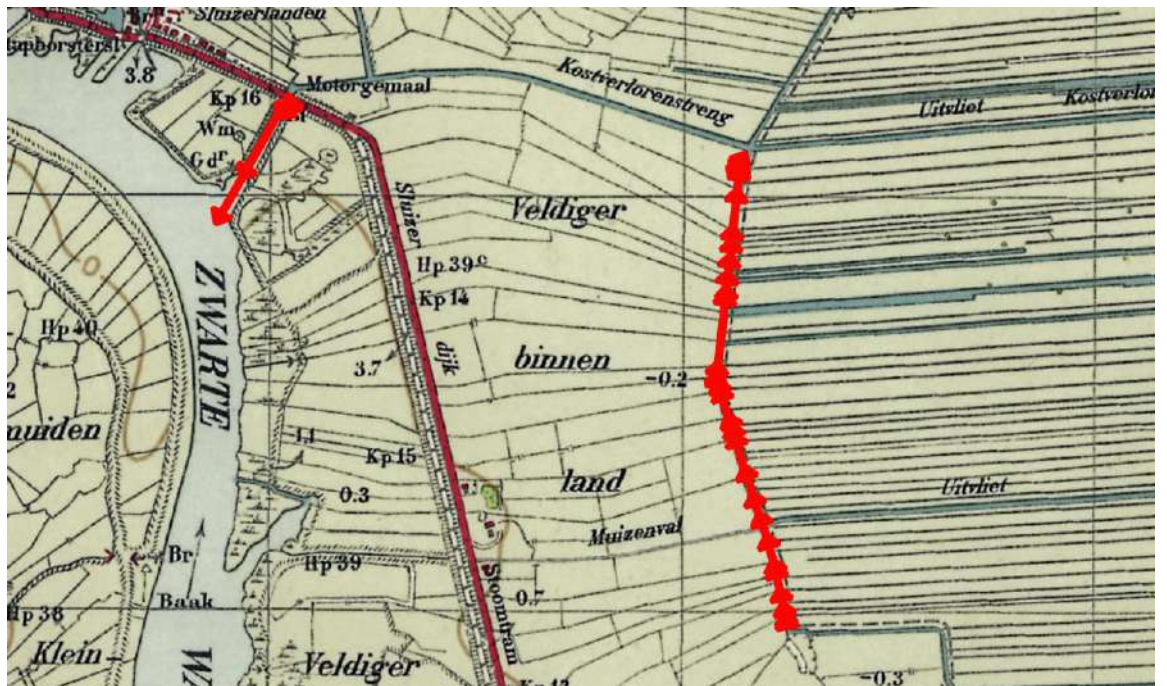 Sluizerlanden
3.8
Kp 16
Motorgemaal
Kostverlorenstreng
Uitvliet
Wm
Gdr
Sluizer
Veldiger
Hp 39c
ZWARTE
Kp 14
Hp 40
dijk
binnen
3.7
-0.2
muiden
1.1
Kp 15
land
Uitvliet
0.3
Muizenval
Br
Hp 39
Stoomtram
0.7
Baak
Hp 38
Klein
Veldiger
-0.3